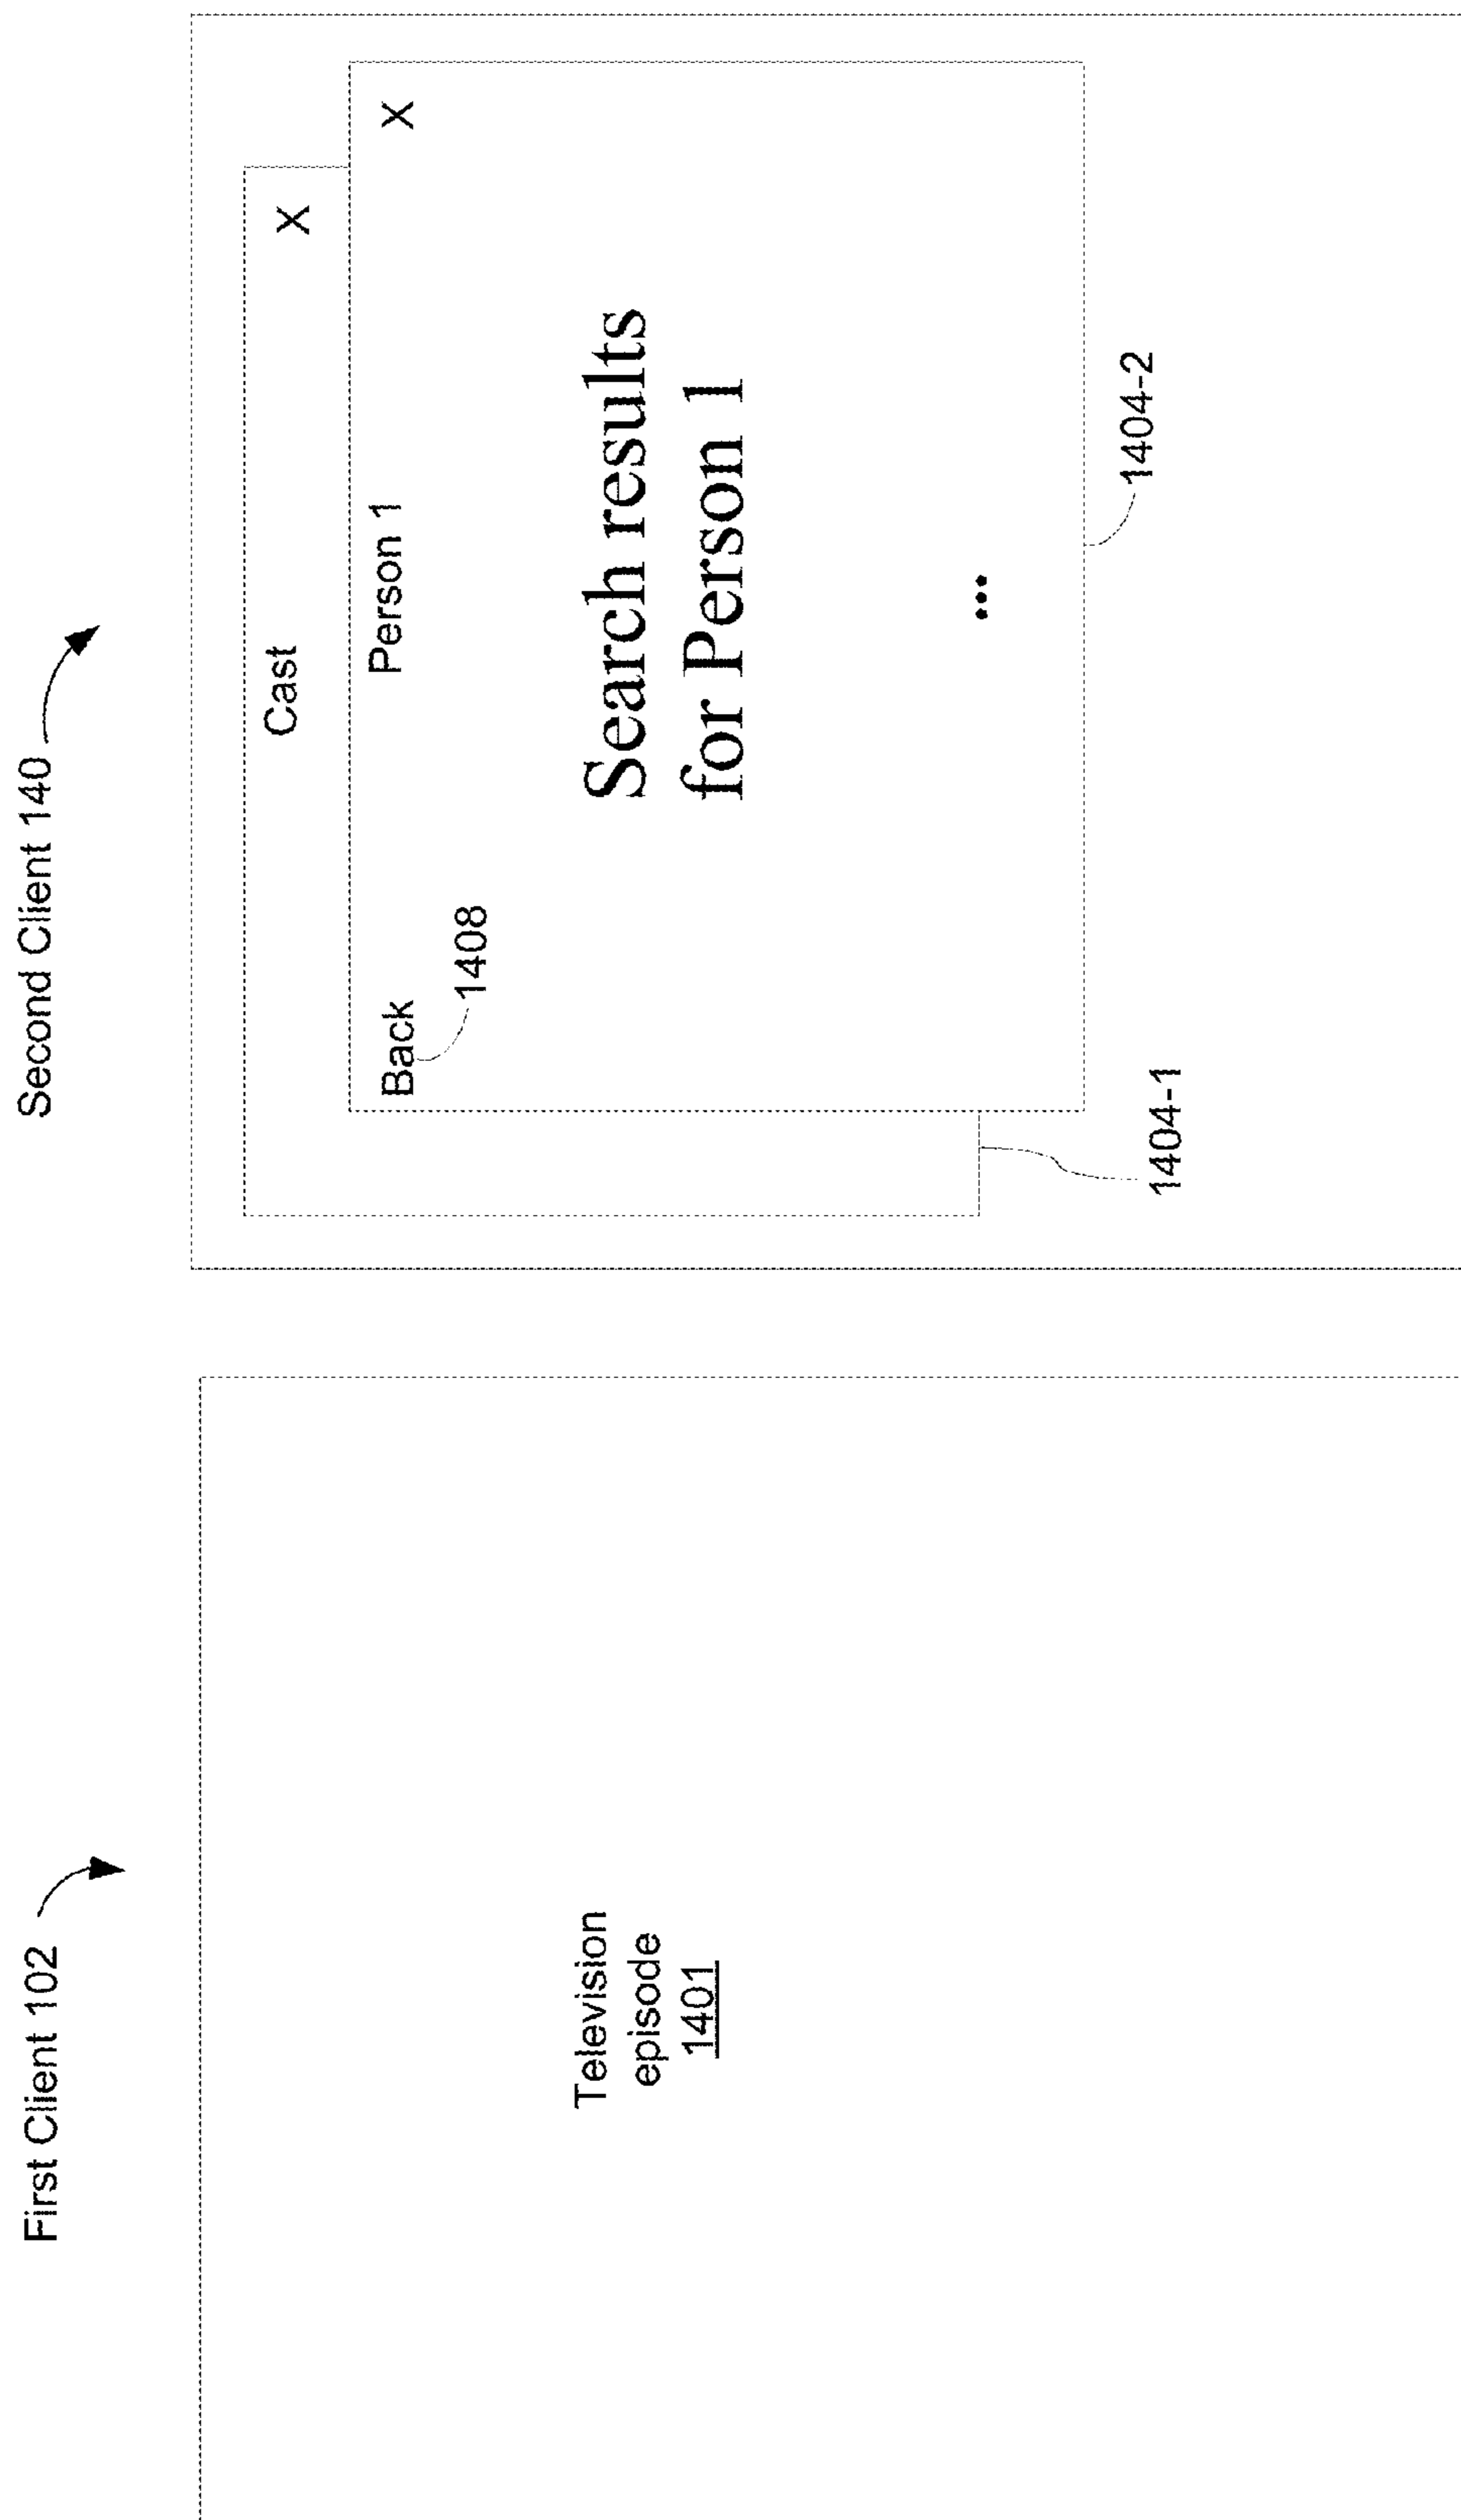 First Client 102
Television
episode
1401
Second Client 140
Cast
X
Back
Person 1
X
1408
Search results
for Person 1
...
1404-2
1404-1